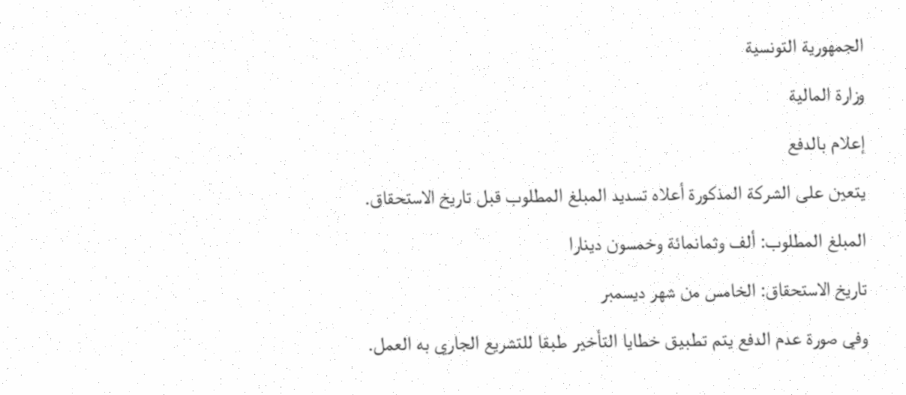 الجمهورية التونسية
وزارة المالية
إعلام بالدفع
يتعين على الشركة المذكورة أعلاه تسديد المبلغ المطلوب قبل تاريخ الاستحقاق.
المبلغ المطلوب: ألف وثمانمائة وخمسون دينارا
تاريخ الاستحقاق: الخامس من شهر ديسمبر
وفي صورة عدم الدفع يتم تطبيق خطايا التأخير طبقا للتشريع الجاري به العمل.